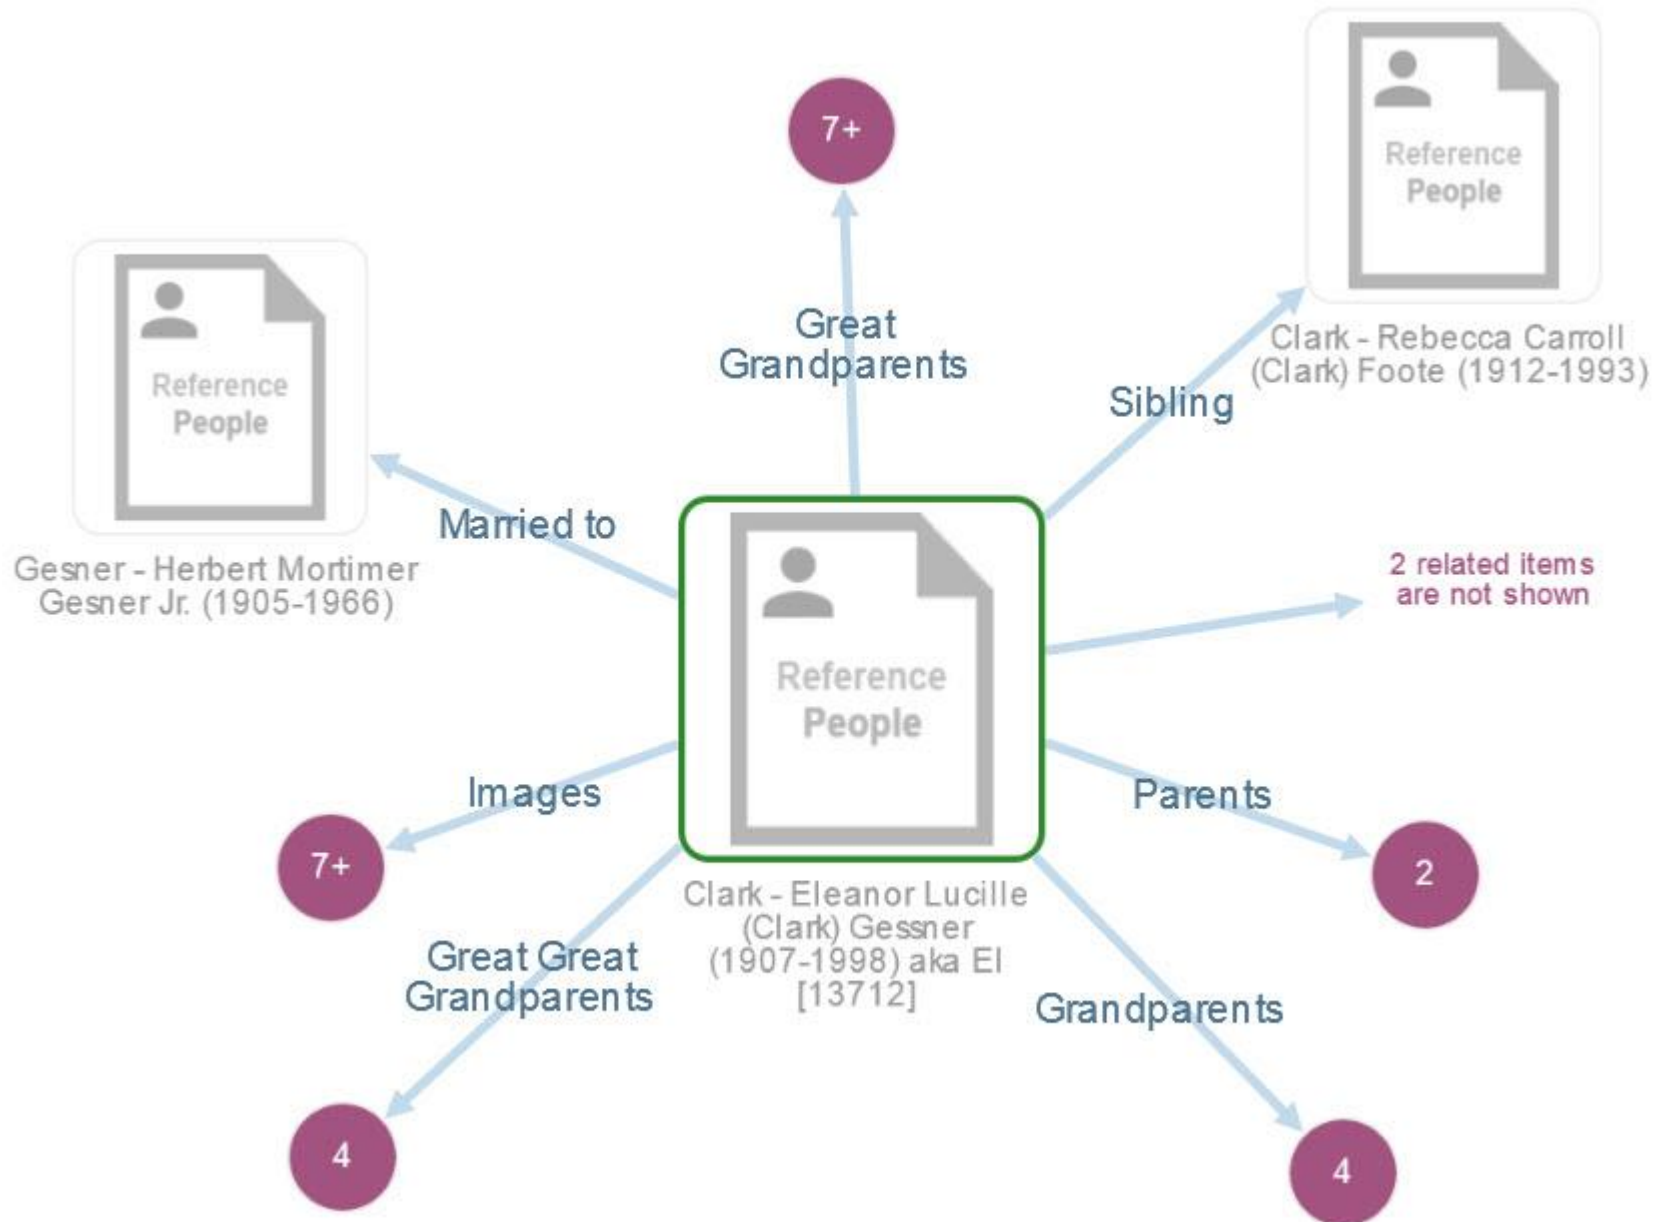 7+
Reference
People
Clark - Rebecca Carroll
(Clark) Foote (1912-1993)
Great
Grandparents
Sibling
Reference
People
Married to
Gesner - Herbert Mortimer
Gesner Jr. (1905-1966)
2 related items
are not shown
Reference
People
Images
Parents
7+
2
Clark - Eleanor Lucille
(Clark) Gessner
(1907-1998) aka El
[13712]
Great Great
Grandparents
Grandparents
4
4